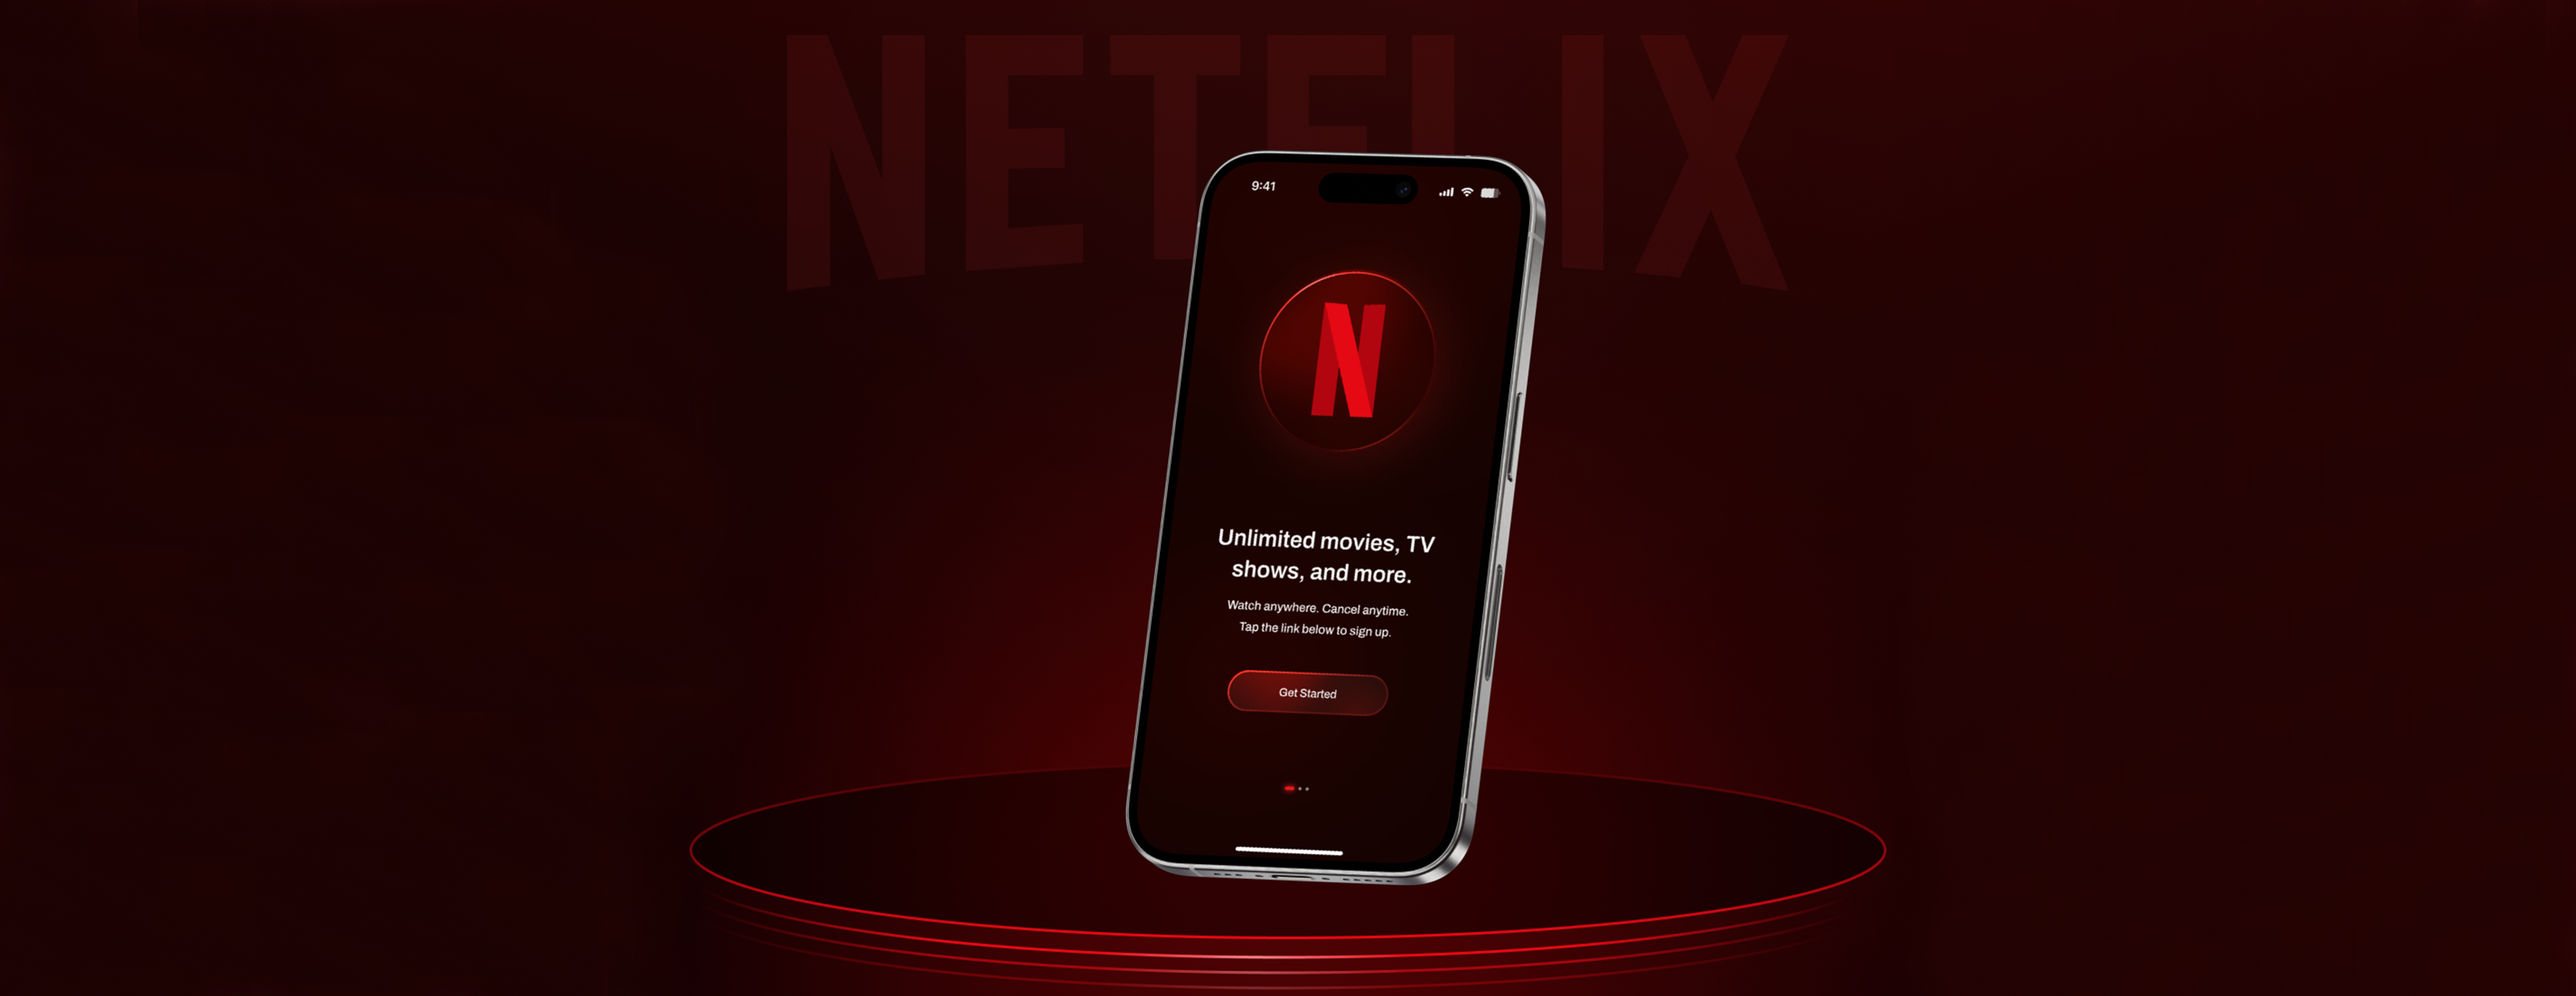 NETFLIX
9:41
N
Unlimited movies, TV
shows, and more.
Watch anywhere. Cancel anytime.
Tap the link below to sign up.
Get Started